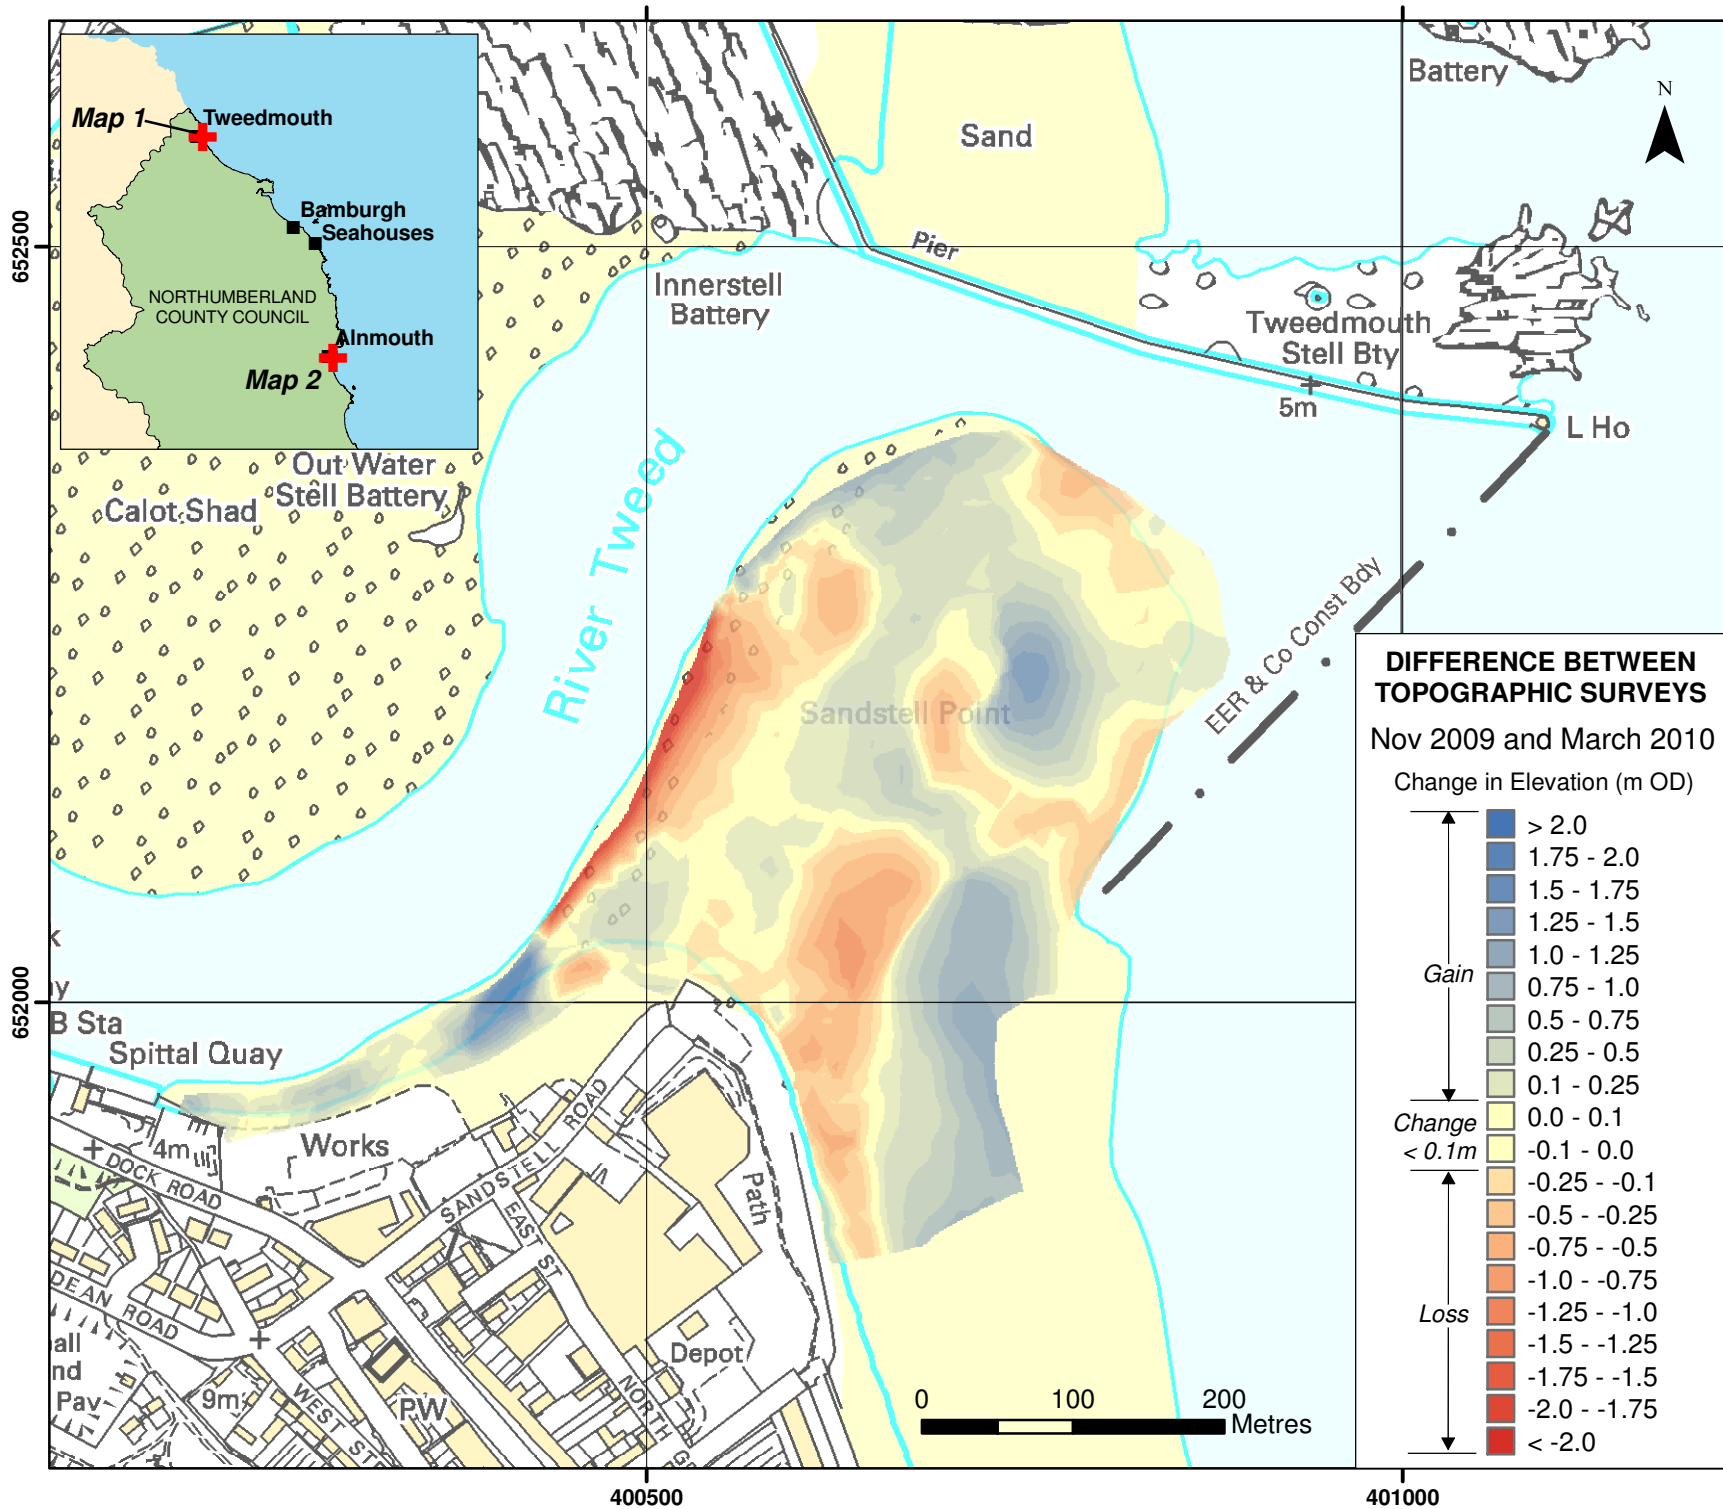 Map 1
Tweedmouth
Bamburgh
Seahouses
NORTHUMBERLAND
COUNTY COUNCIL
Alnmouth
Map 2
Battery
N
Sand
Pier
Innerstell
Battery
Tweedmouth
Stell Bty
5m
L Ho
Out Water
Stell Battery
Calot Shad
River Tweed
Sandstell Point
EER & Co Const Bdy
B Sta
Spittal Quay
Works
4m
DOCK ROAD
SANDSTELL ROAD
EAST ST
Path
DEAN ROAD
Pav
9m
WEST ST
PW
NORTH G
Depot
652500
652000
400500
401000
0 100 200
Metres
DIFFERENCE BETWEEN
TOPOGRAPHIC SURVEYS
Nov 2009 and March 2010
Change in Elevation (m OD)
Gain
Change
< 0.1m
Loss
> 2.0
1.75 - 2.0
1.5 - 1.75
1.25 - 1.5
1.0 - 1.25
0.75 - 1.0
0.5 - 0.75
0.25 - 0.5
0.1 - 0.25
0.0 - 0.1
-0.1 - 0.0
-0.25 - -0.1
-0.5 - -0.25
-0.75 - -0.5
-1.0 - -0.75
-1.25 - -1.0
-1.5 - -1.25
-1.75 - -1.5
-2.0 - -1.75
< -2.0